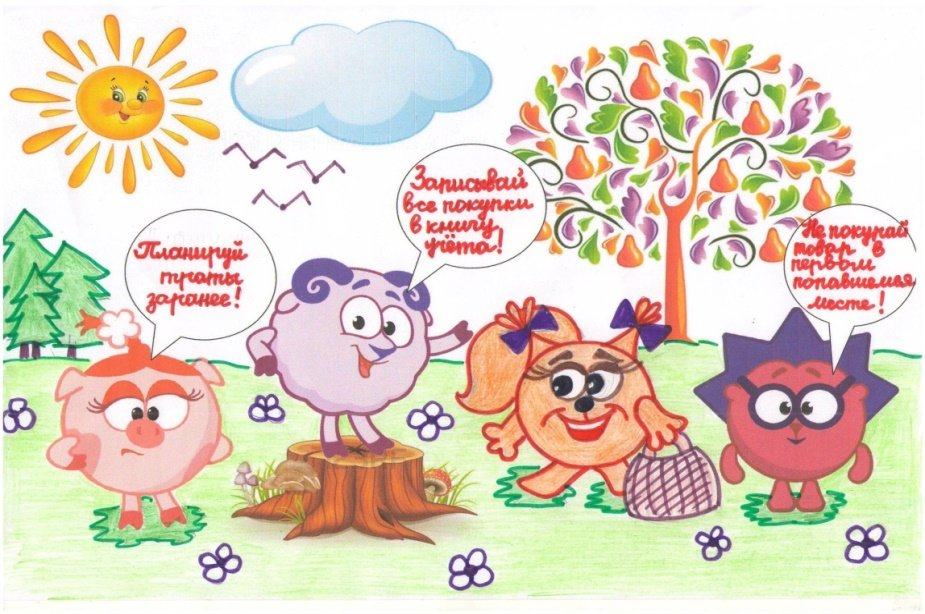 Планируй
траты
заранее!
Записывай
все покупки
в книгу
учёта!
Не покупай
товар в
первом
попавшемся
месте!